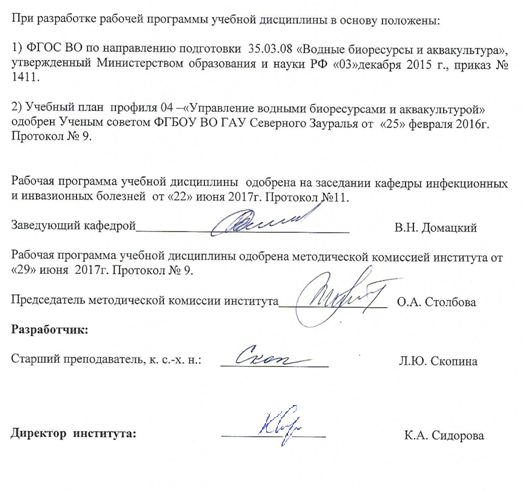 При разработке рабочей программы учебной дисциплины в основу положены:
1) ФГОС ВО по направлению подготовки 35.03.08 «Водные биоресурсы и аквакультура»,
утвержденный Министерством образования и науки РФ «03»декабря 2015 г., приказ №
1411.
2) Учебный план профиля 04 –«Управление водными биоресурсами и аквакультурой»
одобрен Ученым советом ФГБОУ ВО ГАУ Северного Зауралья от «25» февраля 2016г.
Протокол № 9.
Рабочая программа учебной дисциплины одобрена на заседании кафедры инфекционных
и инвазионных болезней от «22» июня 2017г. Протокол №11.
Заведующий кафедрой В.Н. Домацкий
Рабочая программа учебной дисциплины одобрена методической комиссией института от
«29» июня 2017г. Протокол № 9.
Председатель методической комиссии института О.А. Столбова
Разработчик:
Старший преподаватель, к. с.-х. н.: Л.Ю. Скопина
Директор института: К.А. Сидорова